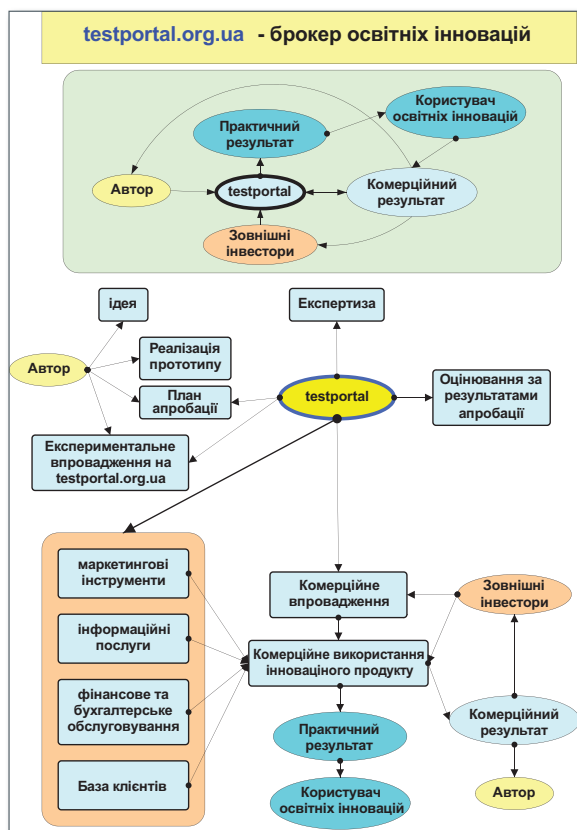 testportal.org.ua - брокер освітніх інновацій
Користувач
освітніх інновацій
Практичний
результат
Автор
testportal
Комерційний
результат
Зовнішні
інвестори
ідея
Експертиза
Реалізація
прототипу
Автор
План
апробації
testportal
Оцінювання за
результатами
апробації
Експериментальне
впровадження на
testportal.org.ua
маркетингові
інструменти
Комерційне
впровадження
Зовнішні
інвестори
інформаційні
послуги
Комерційне використання
інноваціного продукту
фінансове та
бухгалтерське
обслуговування
Практичний
результат
Комерційний
результат
База клієнтів
Користувач
освітніх інновацій
Автор